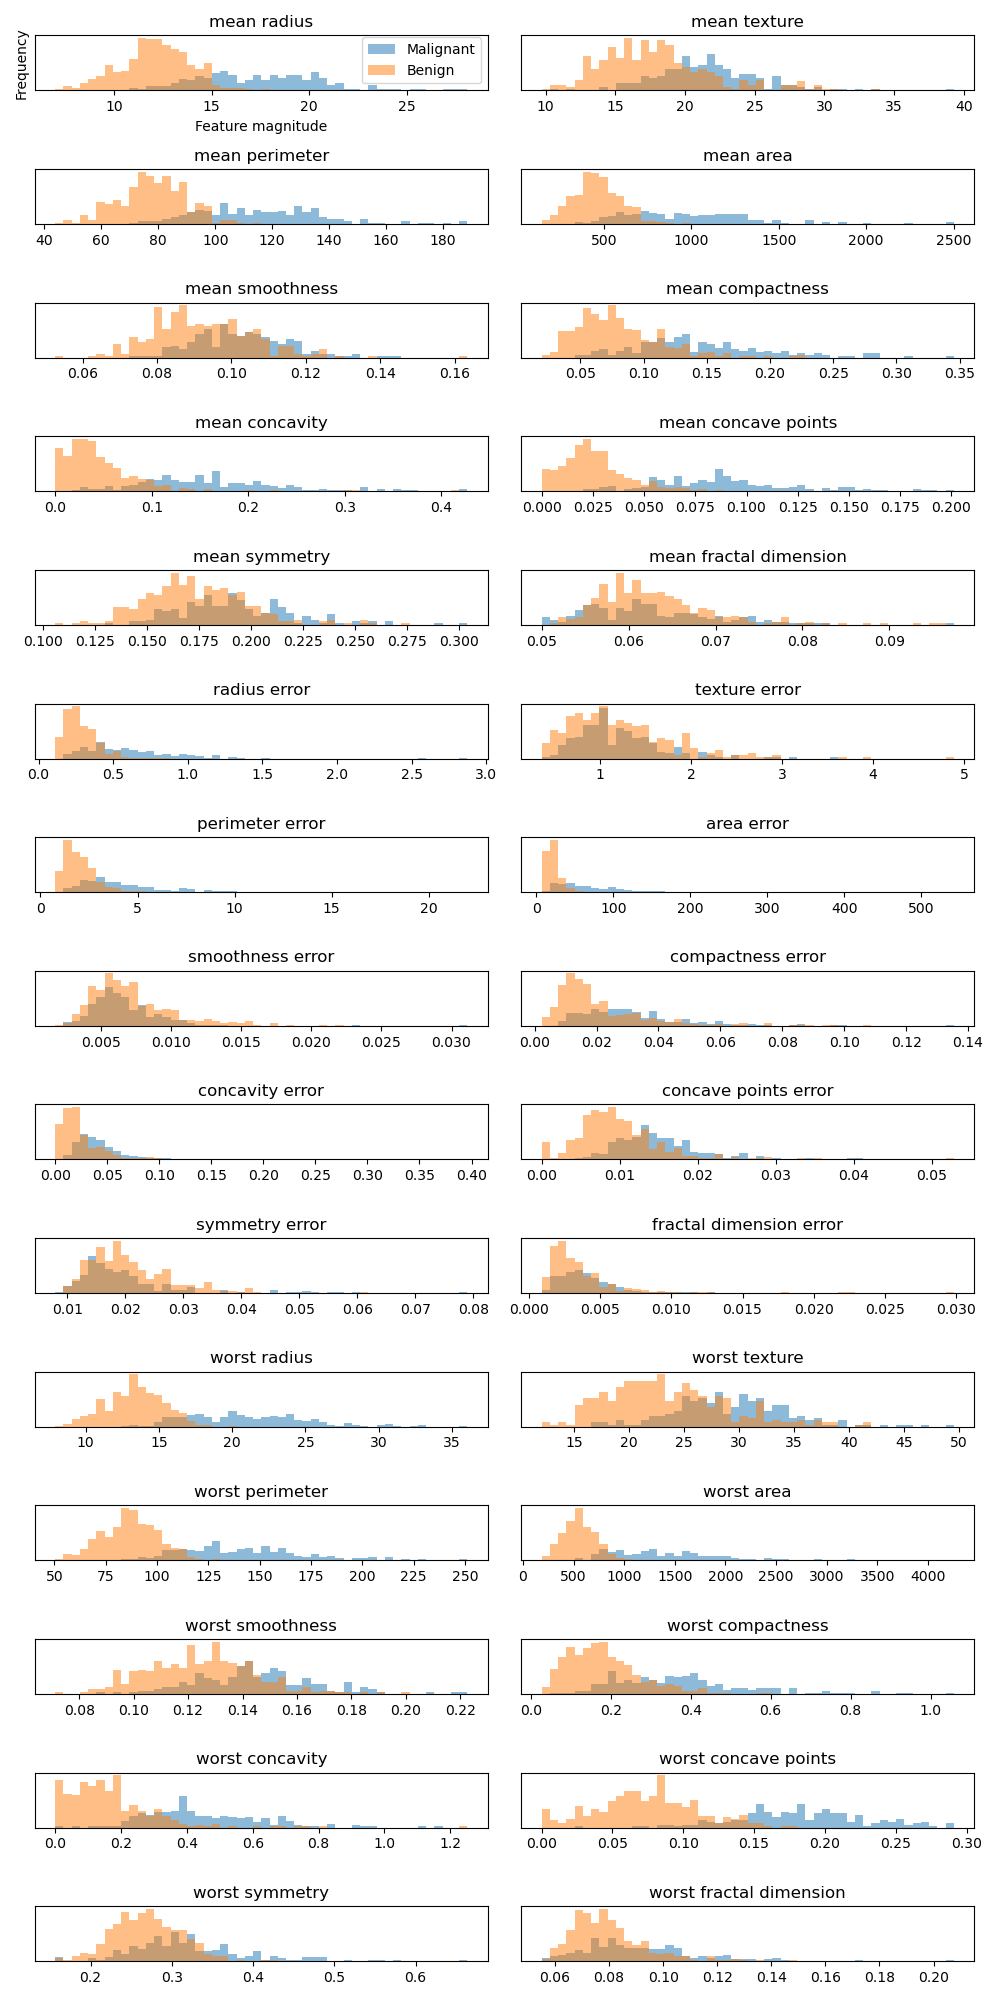 mean radius
Frequency
Malignant
Benign
10 15 20 25
Feature magnitude
mean texture
10 15 20 25 30 35 40
mean perimeter
40 60 80 100 120 140 160 180
mean area
500 1000 1500 2000 2500
mean smoothness
0.06 0.08 0.10 0.12 0.14 0.16
mean compactness
0.05 0.10 0.15 0.20 0.25 0.30 0.35
mean concavity
0.0 0.1 0.2 0.3 0.4
mean concave points
0.000 0.025 0.050 0.075 0.100 0.125 0.150 0.175 0.200
mean symmetry
0.100 0.125 0.150 0.175 0.200 0.225 0.250 0.275 0.300
mean fractal dimension
0.05 0.06 0.07 0.08 0.09
radius error
0.0 0.5 1.0 1.5 2.0 2.5 3.0
texture error
1 2 3 4 5
perimeter error
0 5 10 15 20
area error
0 100 200 300 400 500
smoothness error
0.005 0.010 0.015 0.020 0.025 0.030
compactness error
0.00 0.02 0.04 0.06 0.08 0.10 0.12 0.14
concavity error
0.00 0.05 0.10 0.15 0.20 0.25 0.30 0.35 0.40
concave points error
0.00 0.01 0.02 0.03 0.04 0.05
symmetry error
0.01 0.02 0.03 0.04 0.05 0.06 0.07 0.08
fractal dimension error
0.000 0.005 0.010 0.015 0.020 0.025 0.030
worst radius
10 15 20 25 30 35
worst texture
15 20 25 30 35 40 45 50
worst perimeter
50 75 100 125 150 175 200 225 250
worst area
0 500 1000 1500 2000 2500 3000 3500 4000
worst smoothness
0.08 0.10 0.12 0.14 0.16 0.18 0.20 0.22
worst compactness
0.0 0.2 0.4 0.6 0.8 1.0
worst concavity
0.0 0.2 0.4 0.6 0.8 1.0 1.2
worst concave points
0.00 0.05 0.10 0.15 0.20 0.25 0.30
worst symmetry
0.2 0.3 0.4 0.5 0.6
worst fractal dimension
0.06 0.08 0.10 0.12 0.14 0.16 0.18 0.20